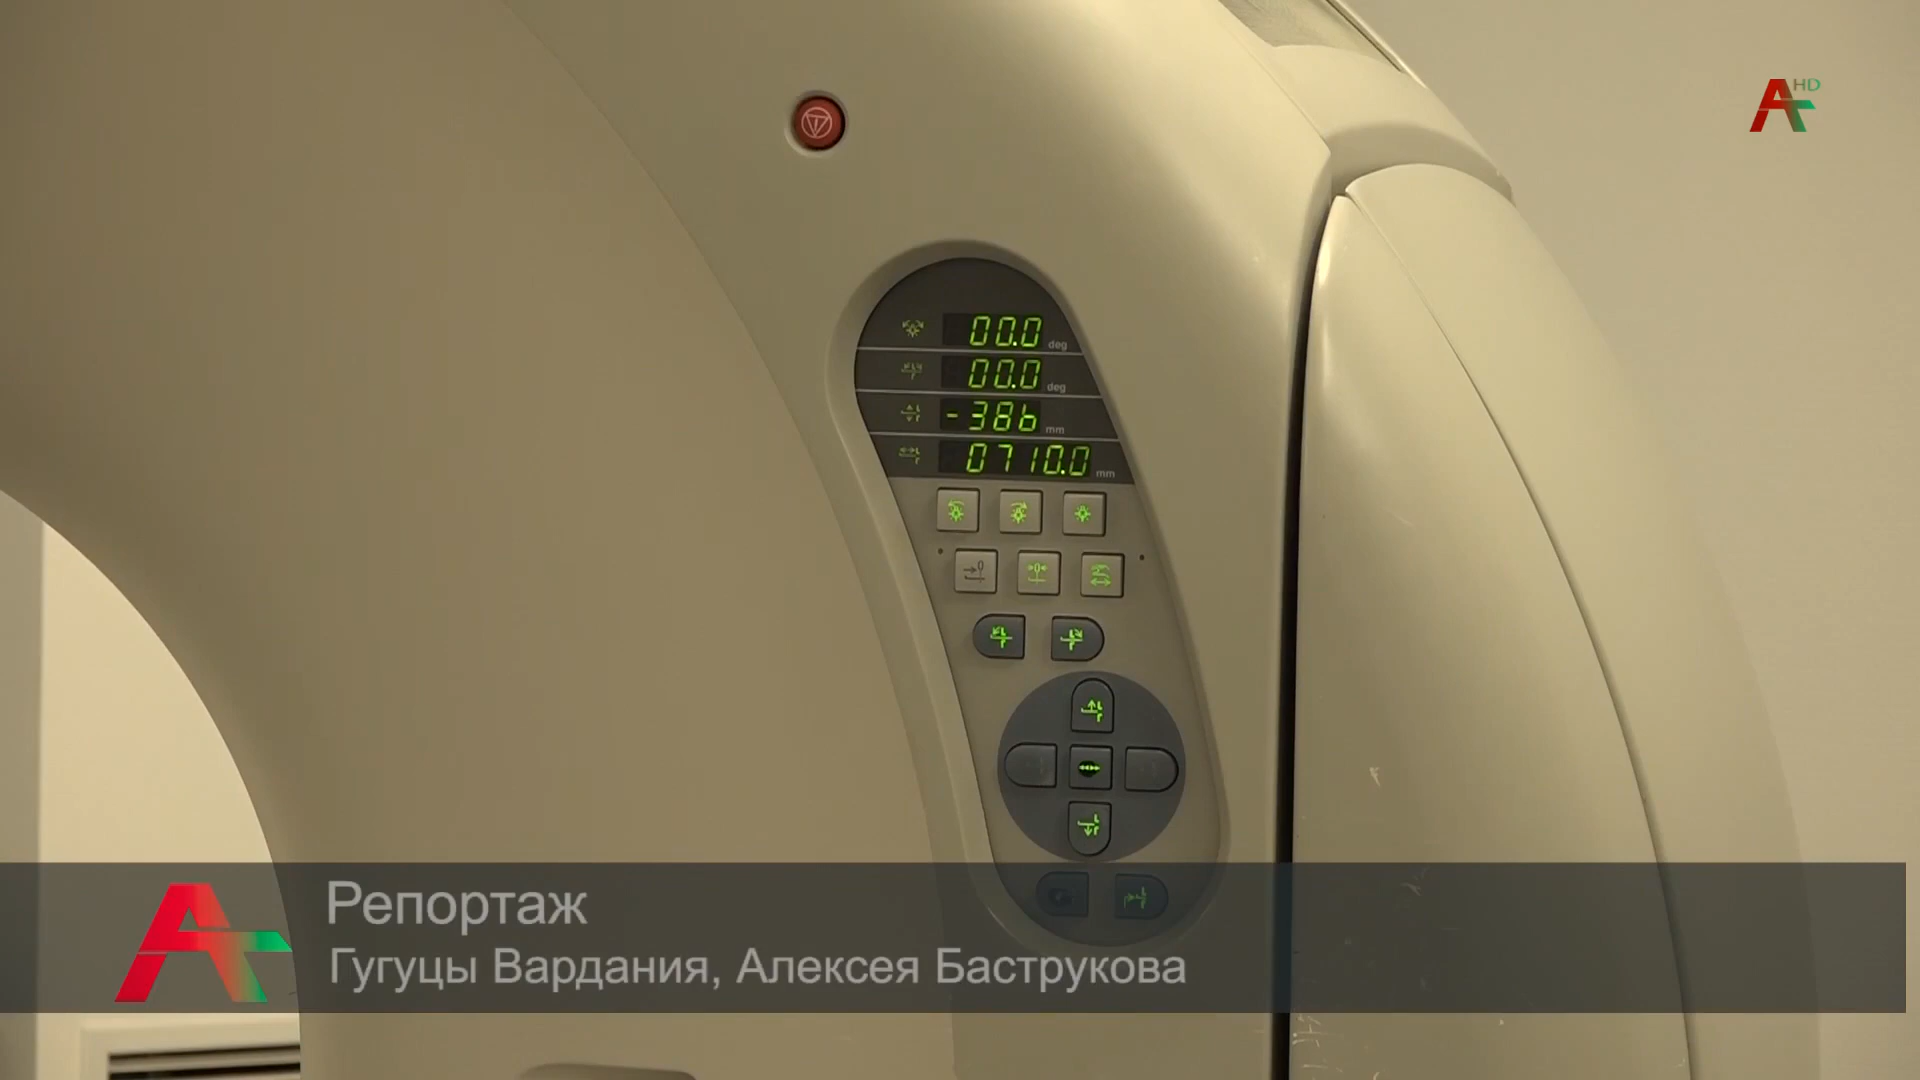 HD
00.0 deg
00.0 deg
-386 mm
0710.0 mm
Репортаж
Гугуцы Вардания, Алексея Баструкова